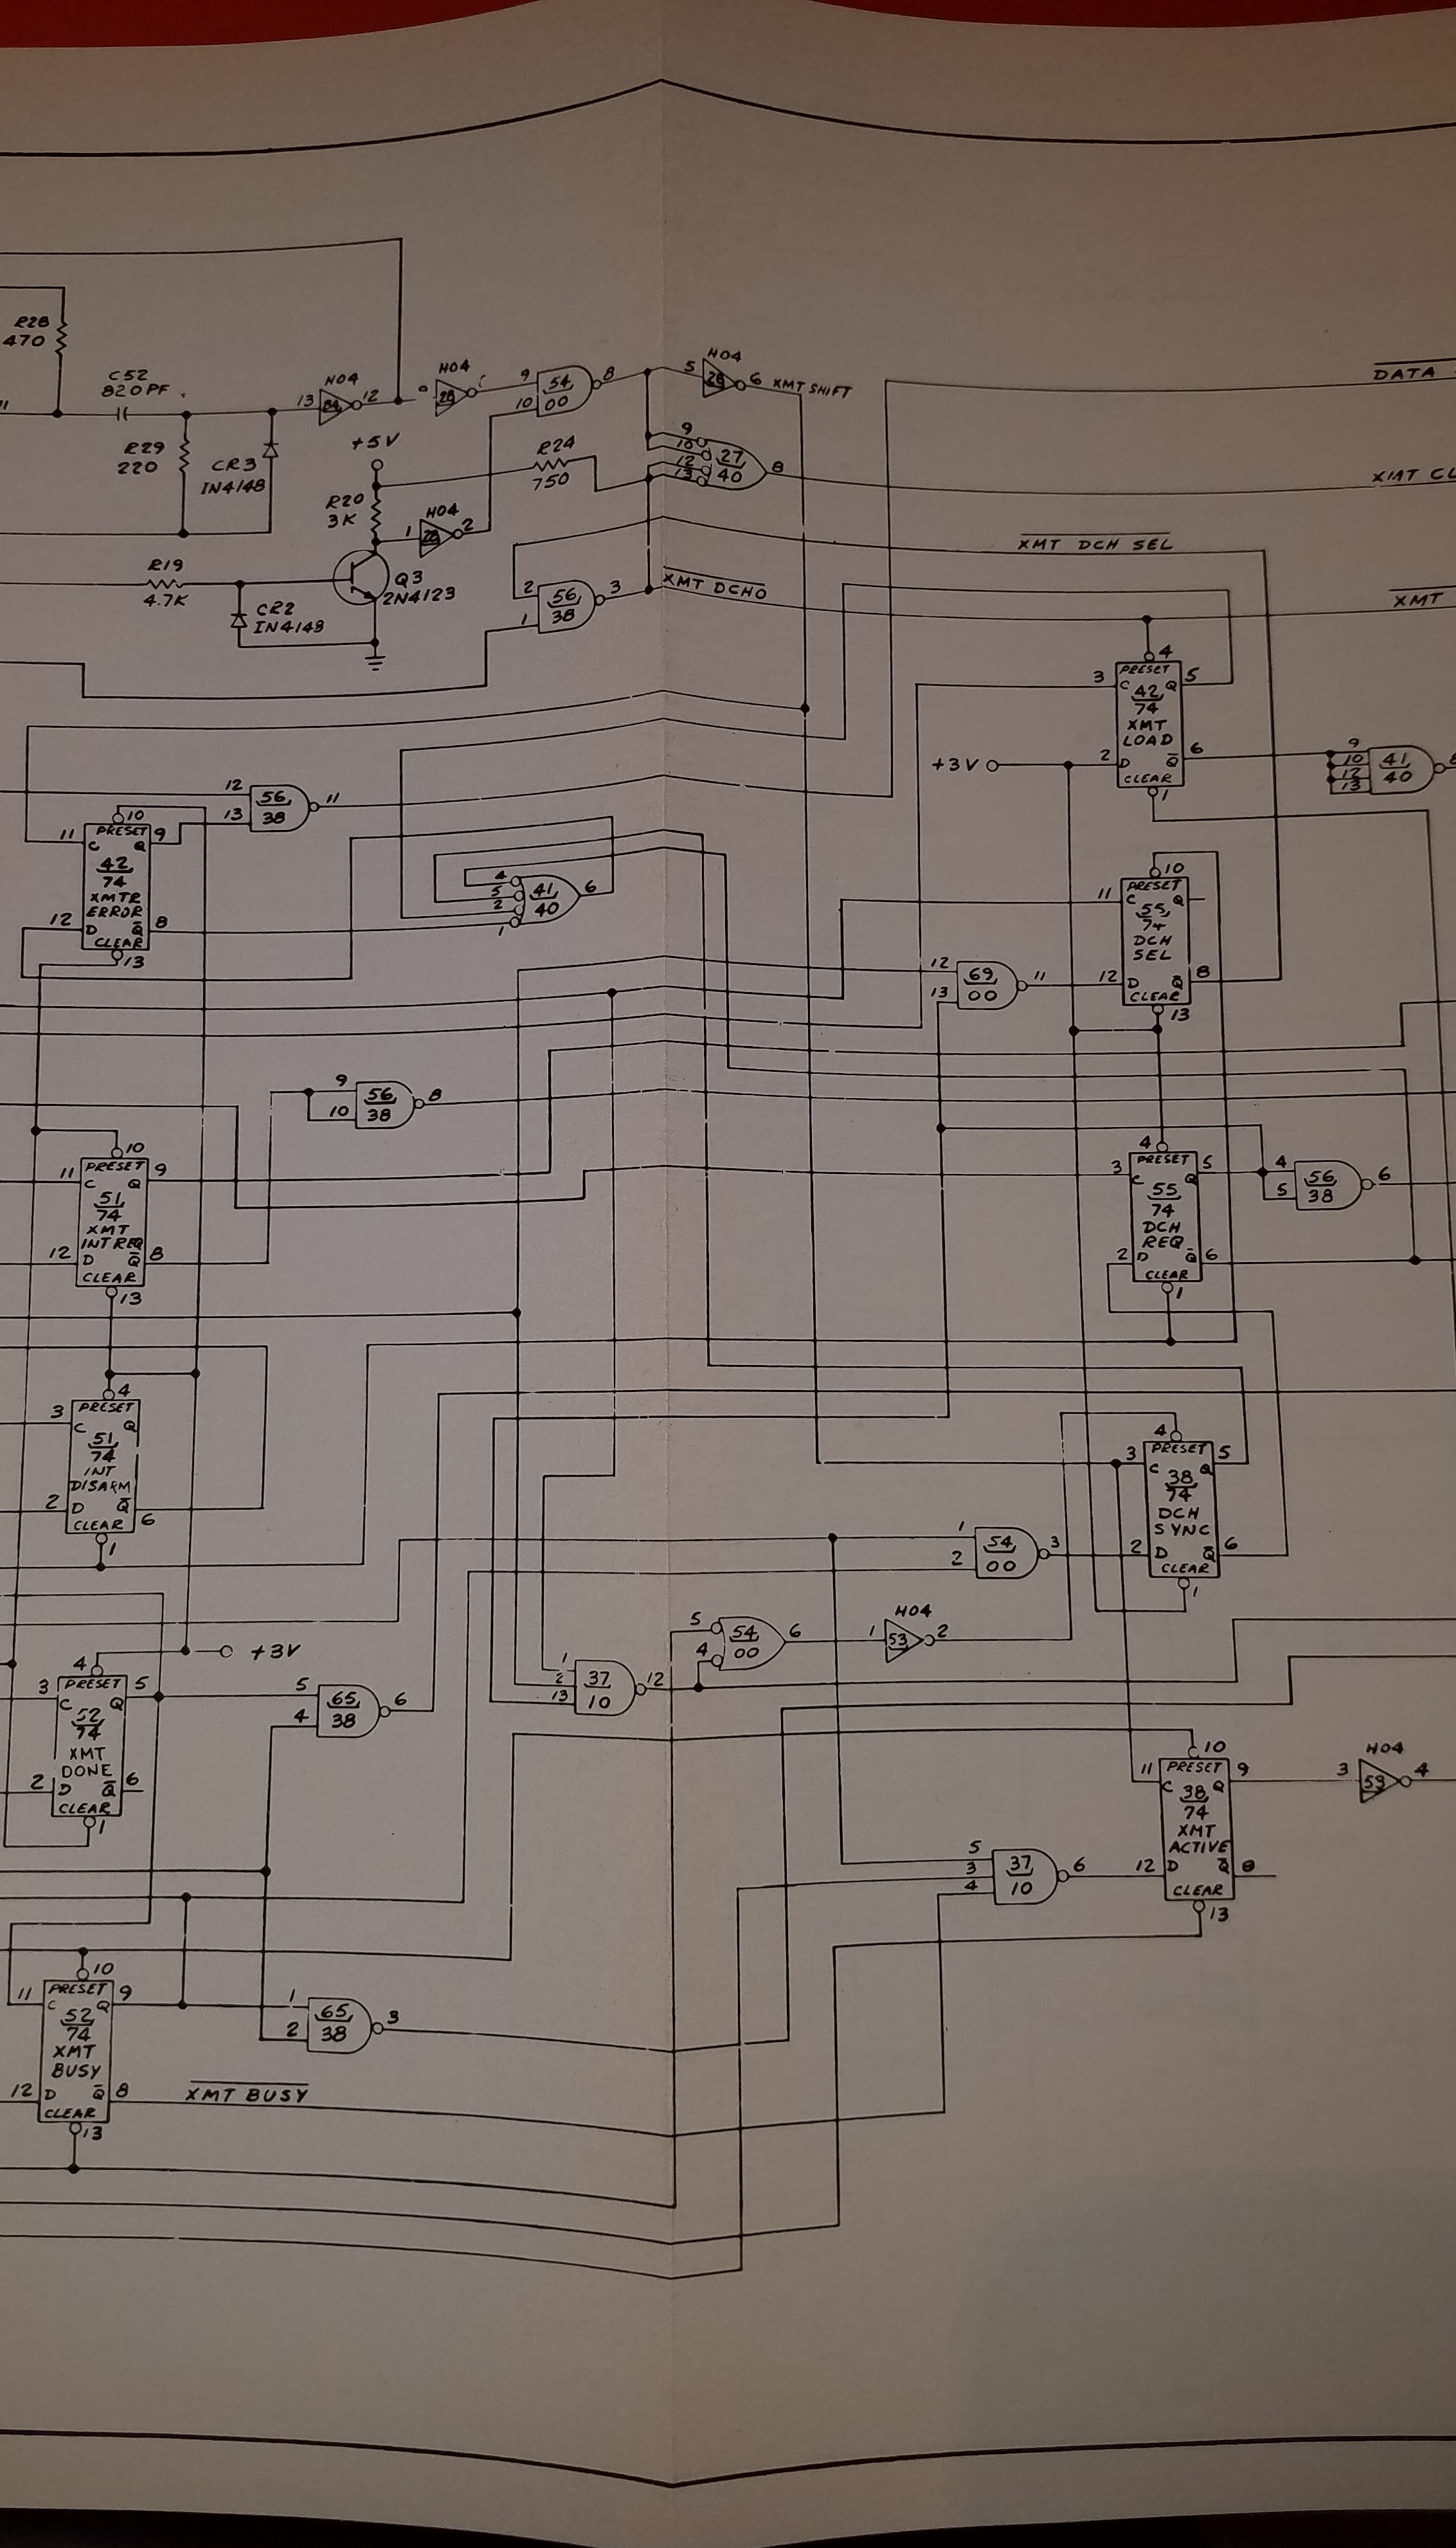 R28
470
C52
820PF
R29
220
CR3
IN4148
13 H04 12
H04
28
9 54 8
10 00
5 H04 6 XMT SHIFT
28
DATA
+5V
R20
3K
R24
750
9
10
12
13
27
40
8
XMT CL
1 H04 2
28
R19
4.7K
CR2
IN4148
Q3
2N4123
2 56 3
1 38
XMT DCHO
XMT DCH SEL
XMT
4
PRESET
3 C Q 5
42
74
XMT
LOAD
+3V
2 D Q 6
CLEAR
1
9
10
12
13
41
40
12 56 11
13 38
10
PRESET
11 C Q 9
42
74
XMTR
ERROR
12 D Q 8
CLEAR
13
4
5
2
1
41
40
6
10
PRESET
11 C Q
55
74
DCH
SEL
12 D Q 8
CLEAR
13
12 69 11
13 00
9 56 8
10 38
10
PRESET
11 C Q 9
51
74
XMT
INT REQ
12 D Q 8
CLEAR
13
4
PRESET
3 C Q 5
55
74
DCH
REQ
2 D Q 6
CLEAR
1
4 56 6
5 38
4
PRESET
3 C Q
51
74
INT
DISARM
2 D Q 6
CLEAR
1
4
PRESET
3 C Q 5
38
74
DCH
SYNC
2 D Q 6
CLEAR
1
1 54 3
2 00
5 54 6
4 00
1 H04 2
53
+3V
4
PRESET
3 C Q 5
52
74
XMT
DONE
2 D Q 6
CLEAR
1
5 65 6
4 38
1
2
13
37
10
12
10
PRESET
11 C Q 9
38
74
XMT
ACTIVE
12 D Q 8
CLEAR
13
3 H04 4
53
5
3
4
37
10
6
10
PRESET
11 C Q 9
52
74
XMT
BUSY
12 D Q 8
CLEAR
13
1 65 3
2 38
XMT BUSY